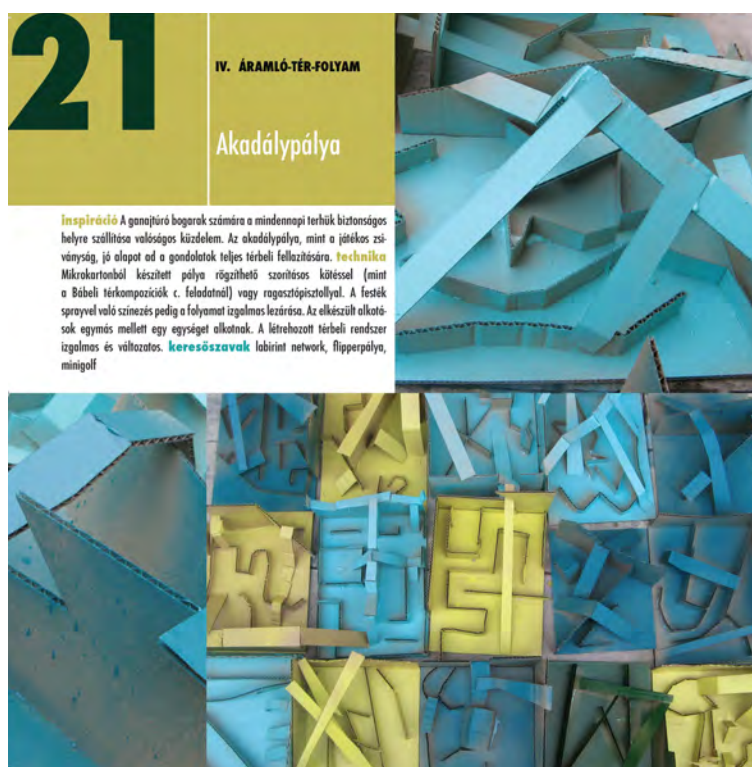 21
IV. ÁRAMLÓ-TÉR-FOLYAM
Akadálypálya
inspiráció A ganajtúró bogarak számára a mindennapi terhük biztonságos
helyre szállítása valóságos küzdelem. Az akadálypálya, mint a játékos zsi-
ványság, jó alapot ad a gondolatok teljes térbeli fellazítására. technika
Mikrokartonból készített pálya rögzíthető szorításos kötéssel (mint
a Bábeli térkompozíciók c. feladatnál) vagy ragasztópisztollyal. A festék
sprayvel való színezés pedig a folyamat izgalmas lezárása. Az elkészült alkotá-
sok egymás mellett egy egységet alkotnak. A létrehozott térbeli rendszer
izgalmas és változatos. keresőszavak labirint network, flipperpálya,
minigolf